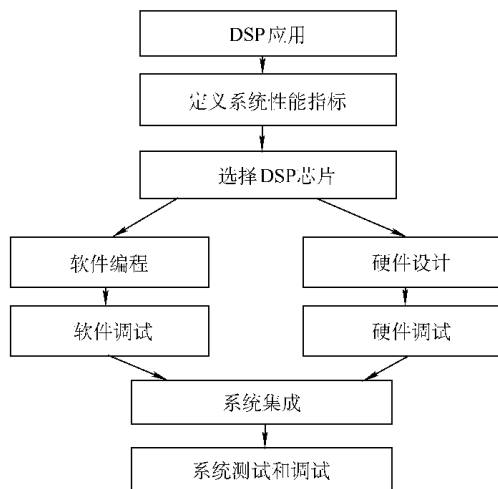 DSP应用
定义系统性能指标
选择DSP芯片
软件编程
硬件设计
软件调试
硬件调试
系统集成
系统测试和调试